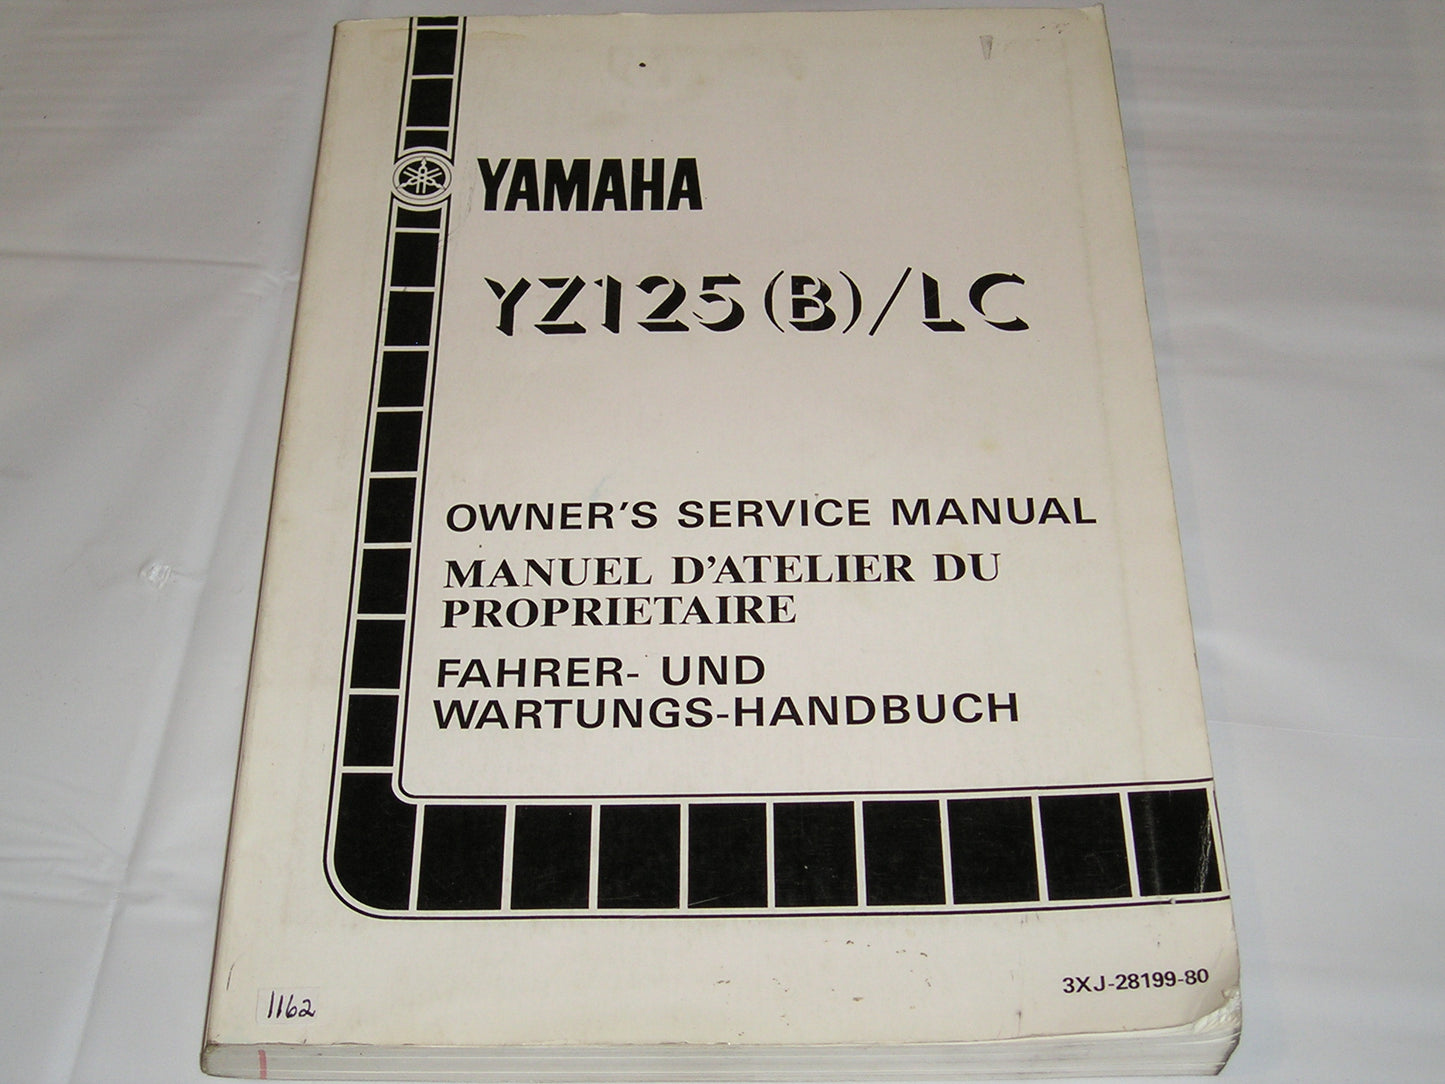 YAMAHA
YZ125(B)/LC
OWNER'S SERVICE MANUAL
MANUEL D'ATELIER DU
PROPRIETAIRE
FAHRER- UND
WARTUNGS-HANDBUCH
3XJ-28199-80
1162